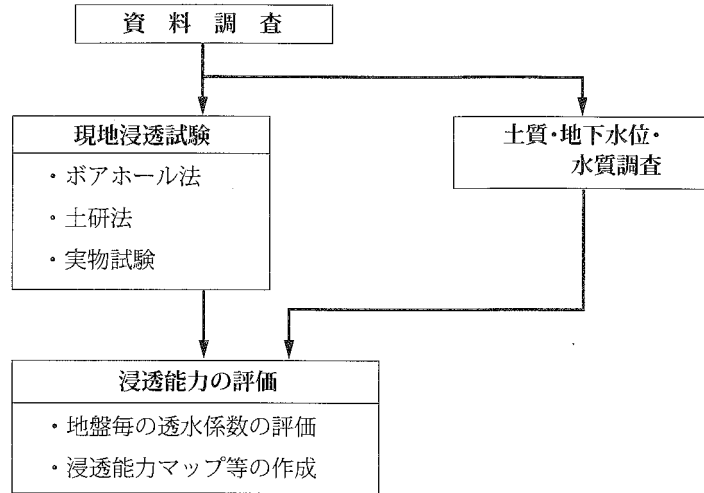 資料調査
現地浸透試験
・ボアホール法
・土研法
・実物試験
土質・地下水位・
水質調査
浸透能力の評価
・地盤毎の透水係数の評価
・浸透能力マップ等の作成